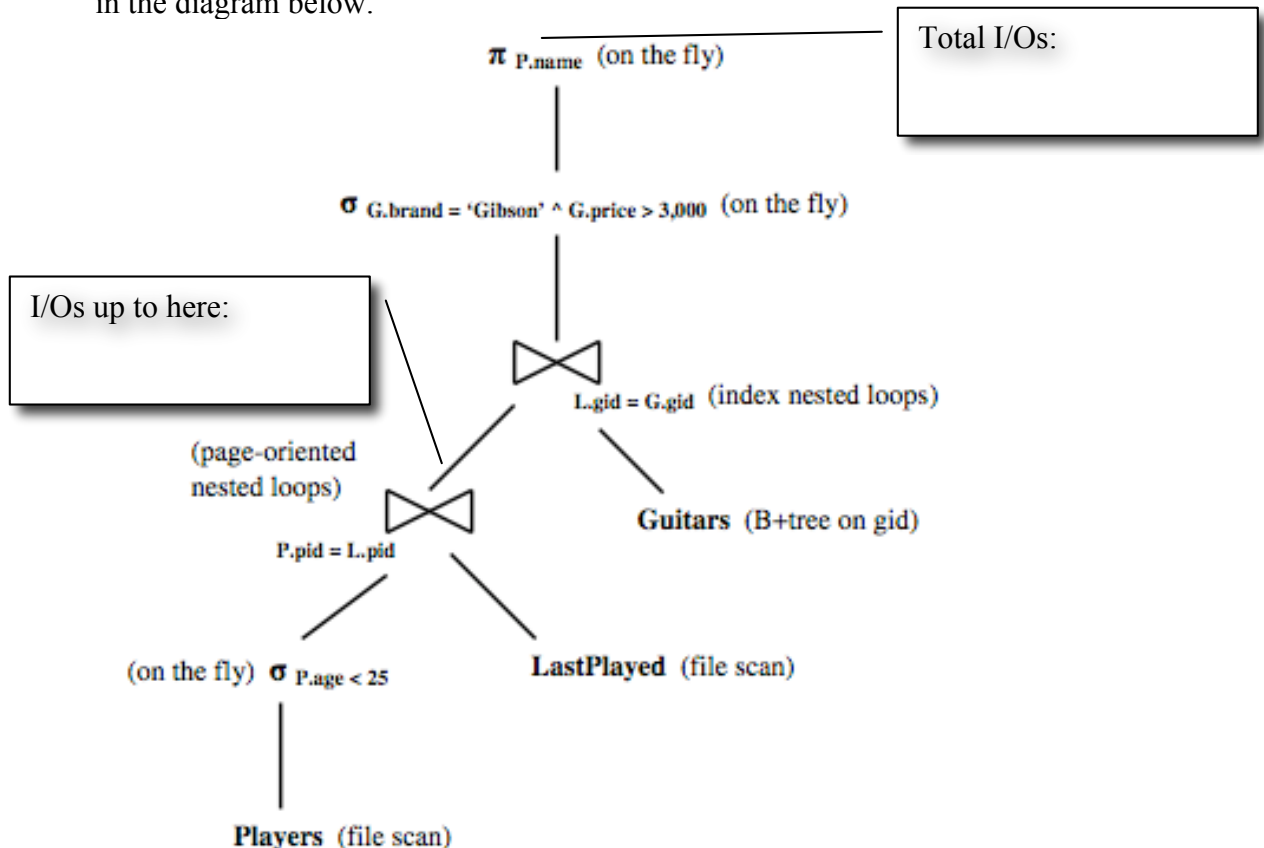 in the diagram below.
Total I/Os:
π P.name (on the fly)
σ G.brand = ‘Gibson’ ^ G.price > 3,000 (on the fly)
I/Os up to here:
L.gid = G.gid (index nested loops)
(page-oriented
nested loops)
Guitars (B+tree on gid)
P.pid = L.pid
(on the fly) σ P.age < 25
LastPlayed (file scan)
Players (file scan)